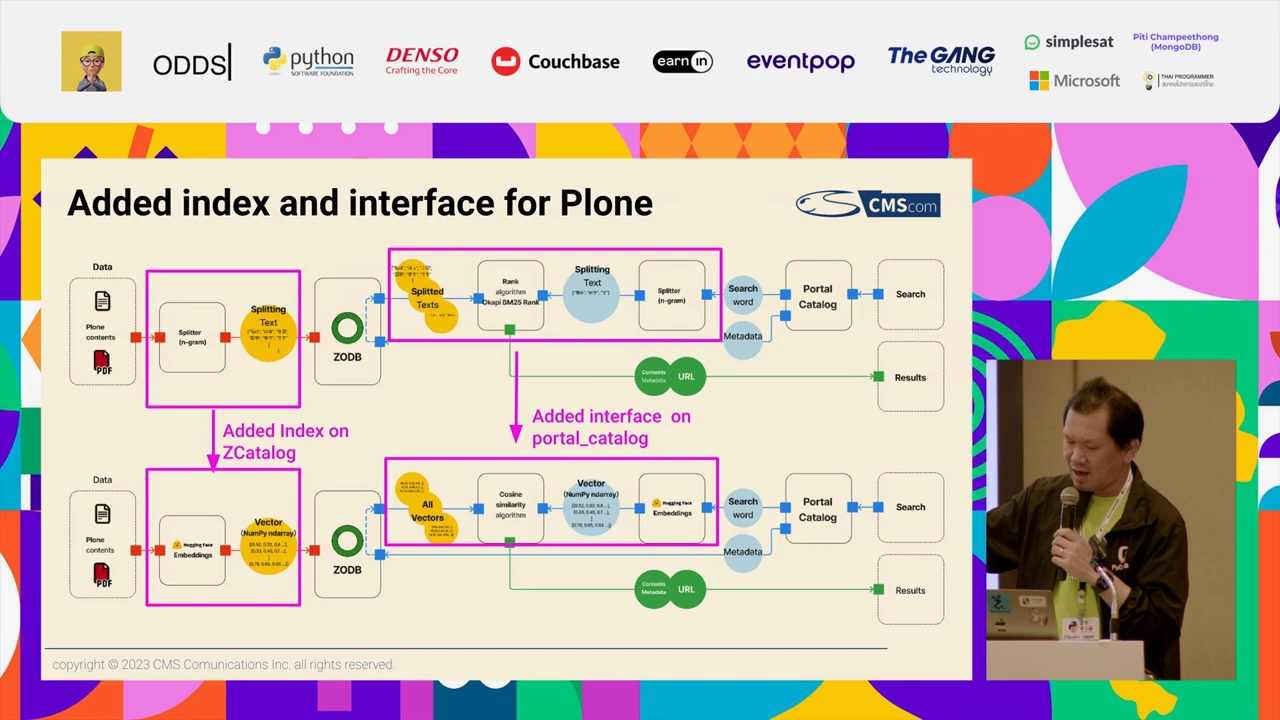 ODDS|
python
SOFTWARE FOUNDATION
DENSO
Crafting the Core
Couchbase
earn in
eventpop
The GANG
technology
simplesat
Microsoft
Piti Champeethong
(MongoDB)
THAI PROGRAMMER
Added index and interface for Plone
CMScom
Data
Plone
contents
PDF
Splitter
(n-gram)
Splitting
Text
ZODB
Splitted
Texts
Rank
algorithm
Okapi BM25 Rank
Splitting
Text
Splitter
(n-gram)
Search
word
Metadata
Portal
Catalog
Search
Contents
Metadata
URL
Results
Added Index on
ZCatalog
Added interface on
portal_catalog
Data
Plone
contents
PDF
Hugging Face
Embeddings
Vector
(NumPy ndarray)
ZODB
All
Vectors
Cosine
similarity
algorithm
Vector
(NumPy ndarray)
Hugging Face
Embeddings
Search
word
Metadata
Portal
Catalog
Search
Contents
Metadata
URL
Results
copyright © 2023 CMS Comunications Inc. all rights reserved.